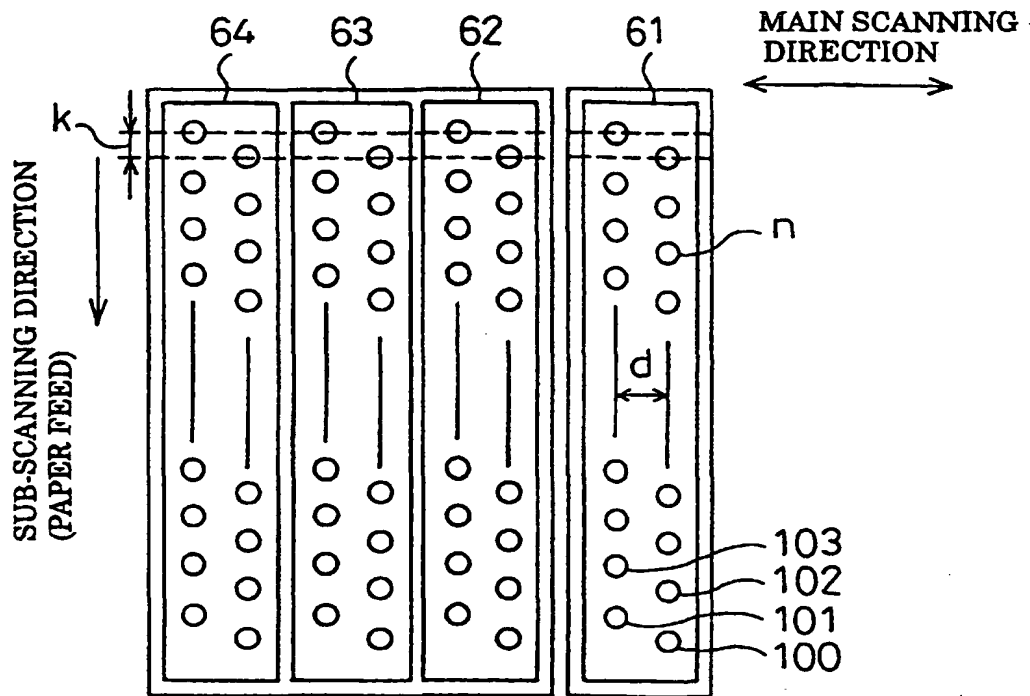 64 63 62 61
MAIN SCANNING
DIRECTION
k
SUB-SCANNING DIRECTION
(PAPER FEED)
n
d
103
102
101
100